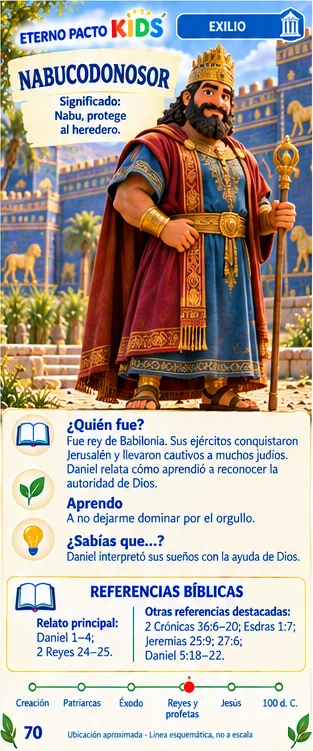 ETERNO PACTO KIDS
EXILIO
NABUCODONOSOR
Significado:
Nabu, protege
al heredero.
¿Quién fue?
Fue rey de Babilonia. Sus ejércitos conquistaron
Jerusalén y llevaron cautivos a muchos judíos.
Daniel relata cómo aprendió a reconocer la
autoridad de Dios.
Aprendo
A no dejarme dominar por el orgullo.
¿Sabías que...?
Daniel interpretó sus sueños con la ayuda de Dios.
REFERENCIAS BÍBLICAS
Relato principal:
Daniel 1–4;
2 Reyes 24–25.
Otras referencias destacadas:
2 Crónicas 36:6–20; Esdras 1:7;
Jeremias 25:9; 27:6;
Daniel 5:18–22.
Creación
Patriarcas
Éxodo
Reyes y
profetas
Jesús
100 d. C.
70
Ubicación aproximada · Linea esquemática, no a escala